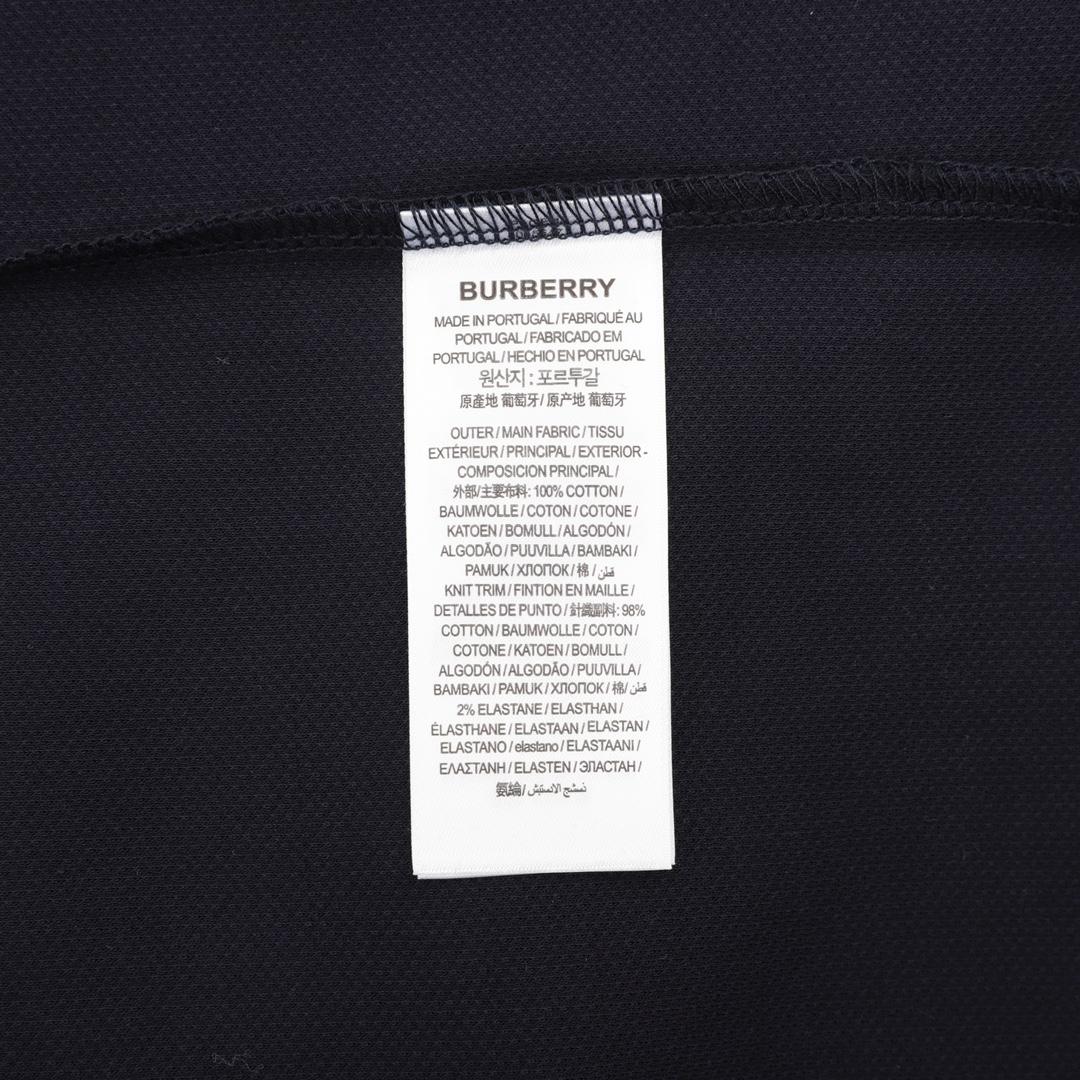 BURBERRY
MADE IN PORTUGAL / FABRIQUÉ AU
PORTUGAL / FABRICADO EM
PORTUGAL / HECHIO EN PORTUGAL
원산지 : 포르투갈
原產地 葡萄牙 / 原产地 葡萄牙
OUTER / MAIN FABRIC / TISSU
EXTÉRIEUR / PRINCIPAL / EXTERIOR -
COMPOSICION PRINCIPAL /
外部/主要布料: 100% COTTON /
BAUMWOLLE / COTON / COTONE /
KATOEN / BOMULL / ALGODÓN /
ALGODÃO / PUUVILLA / BAMBAKI /
PAMUK / ХЛОПОК / 棉 / قطن
KNIT TRIM / FINTION EN MAILLE /
DETALLES DE PUNTO / 針織副料: 98%
COTTON / BAUMWOLLE / COTON /
COTONE / KATOEN / BOMULL /
ALGODÓN / ALGODÃO / PUUVILLA /
BAMBAKI / PAMUK / ХЛОПОК / 棉 / قطن
2% ELASTANE / ELASTHAN /
ÉLASTHANE / ELASTAAN / ELASTAN /
ELASTANO / elastano / ELASTAANI /
ΕΛΑΣΤΑΝΗ / ELASTEN / ЭЛАСТАН /
氨綸 /